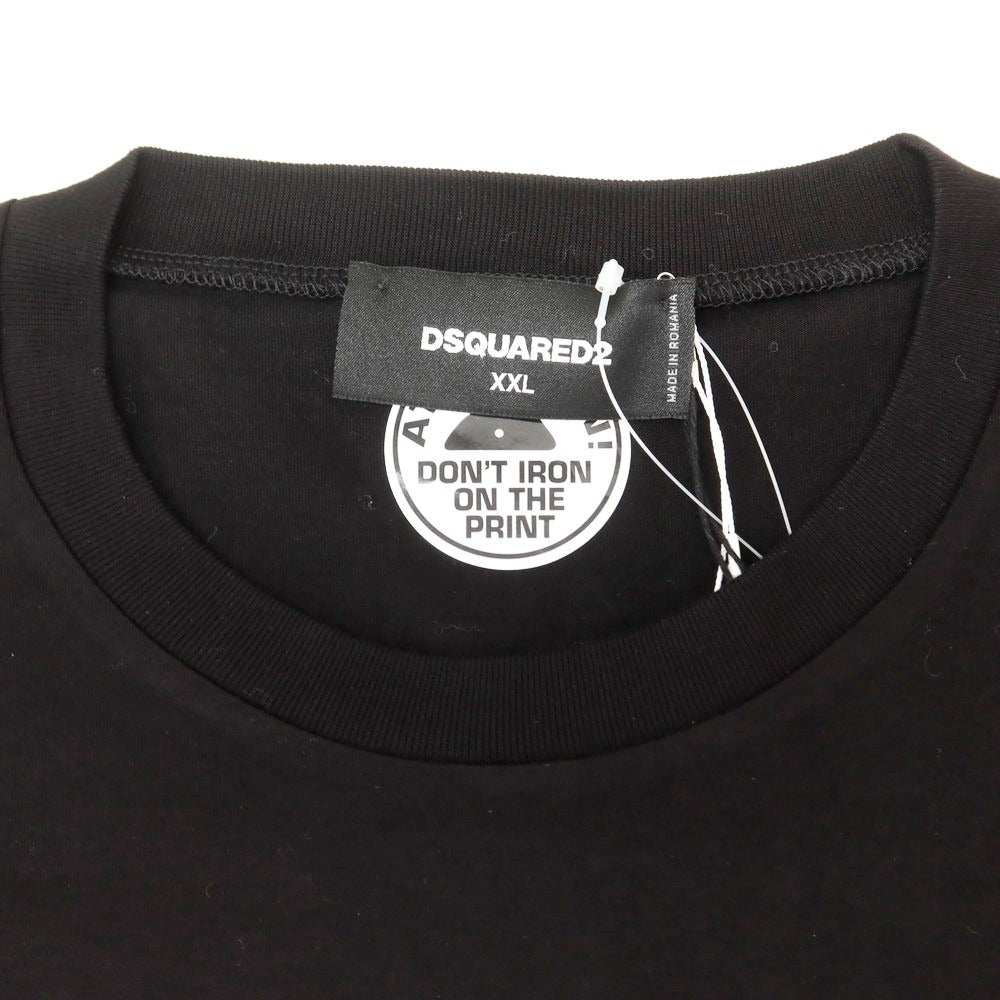 DSQUARED2
XXL
MADE IN ROMANIA
DON'T IRON
ON THE
PRINT